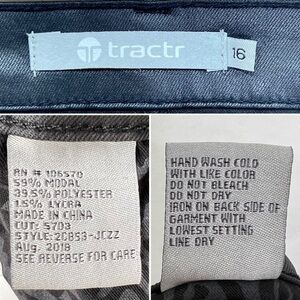 tractr
16
RN # 106570
59% MODAL
39.5% POLYESTER
1.5% LYCRA
MADE IN CHINA
CUT: 5703
STYLE: 2CB53-JCZZ
Aug. 2018
SEE REVERSE FOR CARE
HAND WASH COLD
WITH LIKE COLOR
DO NOT BLEACH
DO NOT DRY
IRON ON BACK SIDE OF
GARMENT WITH
LOWEST SETTING
LINE DRY